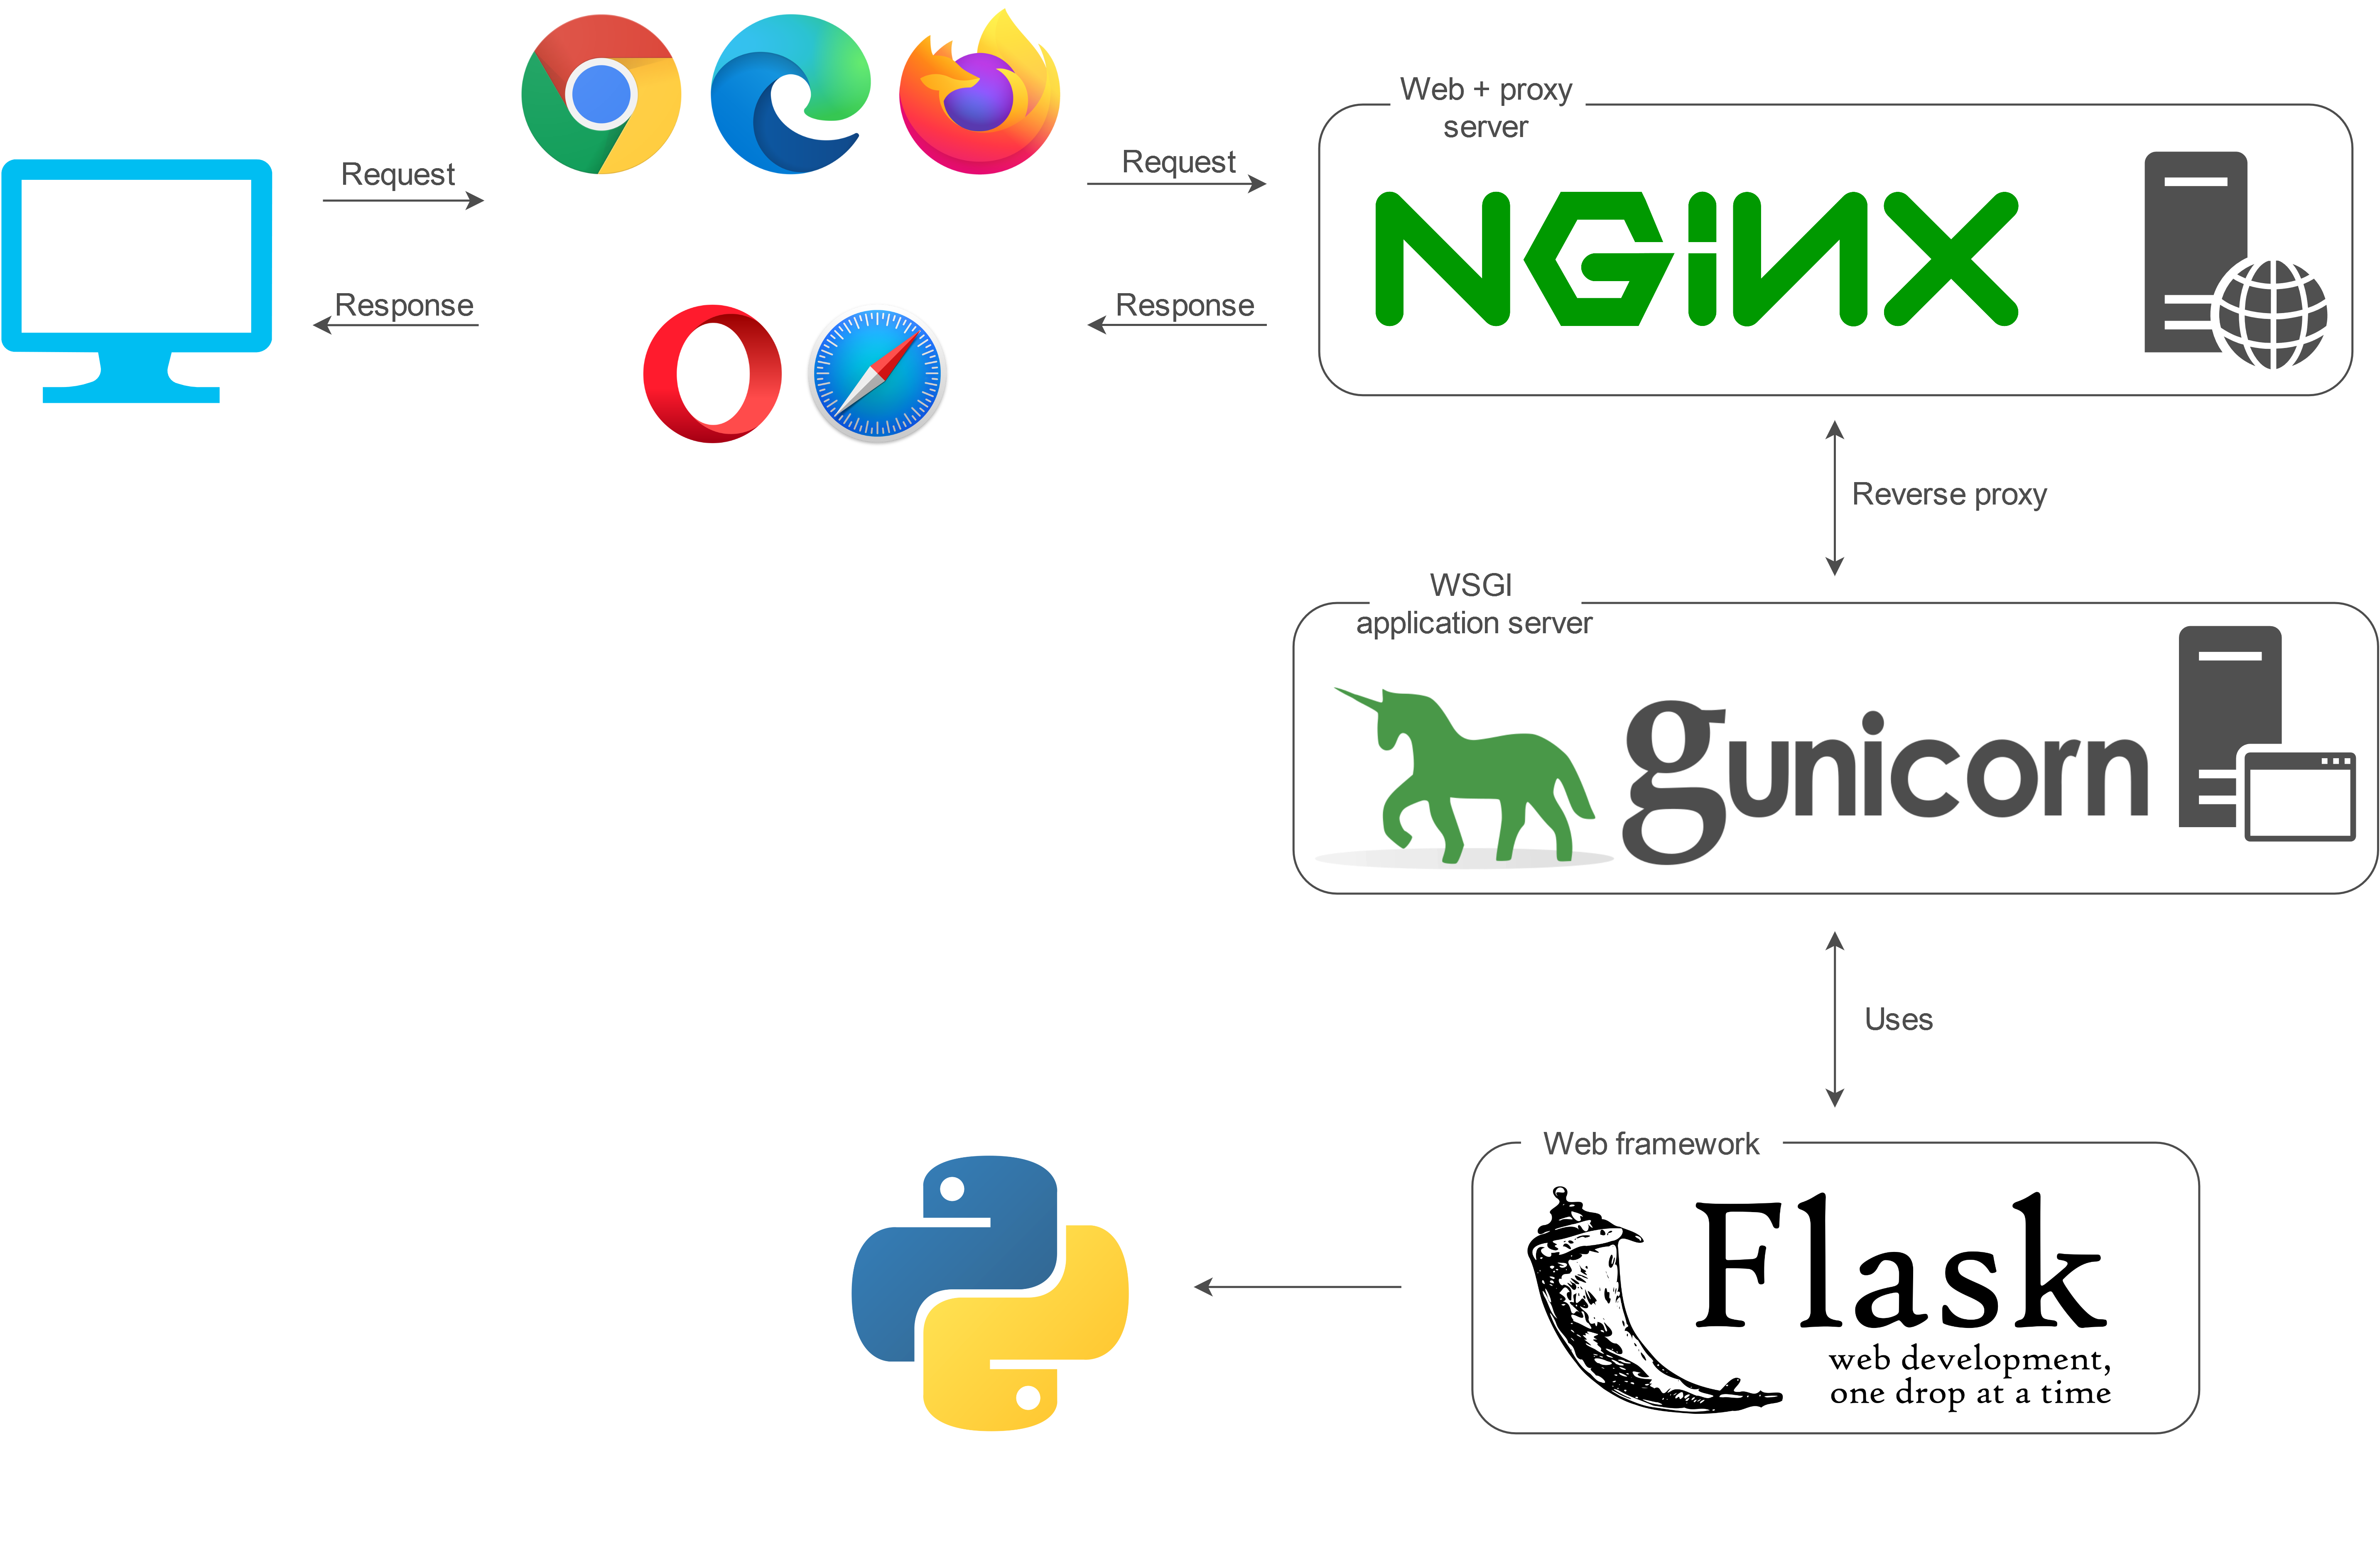 Request
Response
Request
Response
Web + proxy
server
NGiNX
Reverse proxy
WSGI
application server
gunicorn
Uses
Web framework
Flask
web development,
one drop at a time